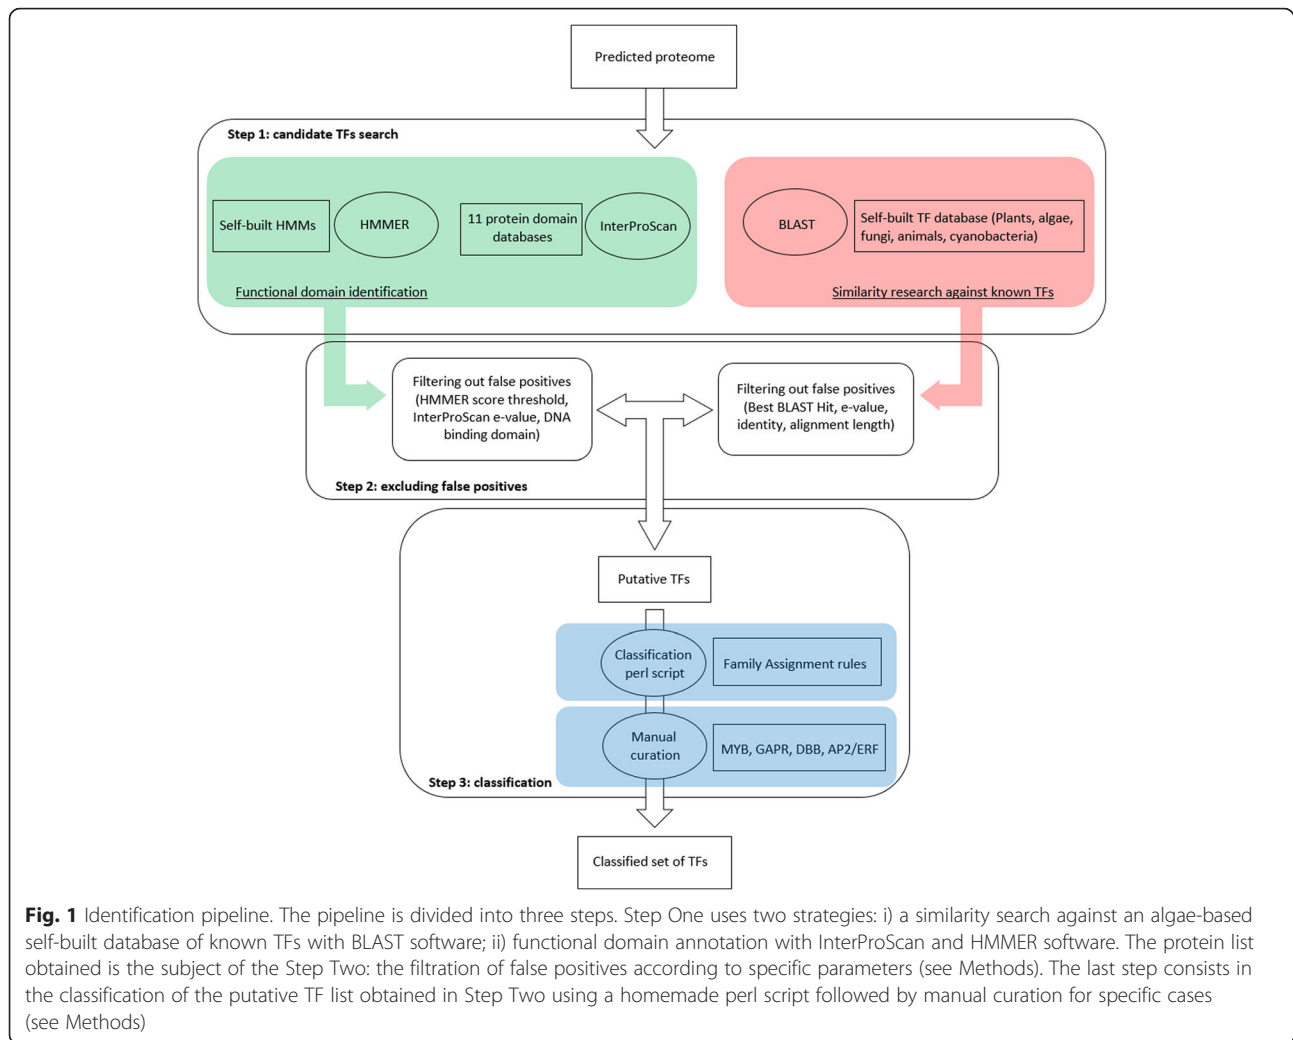 Predicted proteome
Step 1: candidate TFs search
Self-built HMMs
HMMER
11 protein domain
databases
InterProScan
Functional domain identification
BLAST
Self-built TF database (Plants, algae,
fungi, animals, cyanobacteria)
Similarity research against known TFs
Filtering out false positives
(HMMER score threshold,
InterProScan e-value, DNA
binding domain)
Filtering out false positives
(Best BLAST Hit, e-value,
identity, alignment length)
Step 2: excluding false positives
Putative TFs
Classification
perl script
Family Assignment rules
Manual
curation
MYB, GAPR, DBB, AP2/ERF
Step 3: classification
Classified set of TFs
Fig. 1 Identification pipeline. The pipeline is divided into three steps. Step One uses two strategies: i) a similarity search against an algae-based
self-built database of known TFs with BLAST software; ii) functional domain annotation with InterProScan and HMMER software. The protein list
obtained is the subject of the Step Two: the filtration of false positives according to specific parameters (see Methods). The last step consists in
the classification of the putative TF list obtained in Step Two using a homemade perl script followed by manual curation for specific cases
(see Methods)